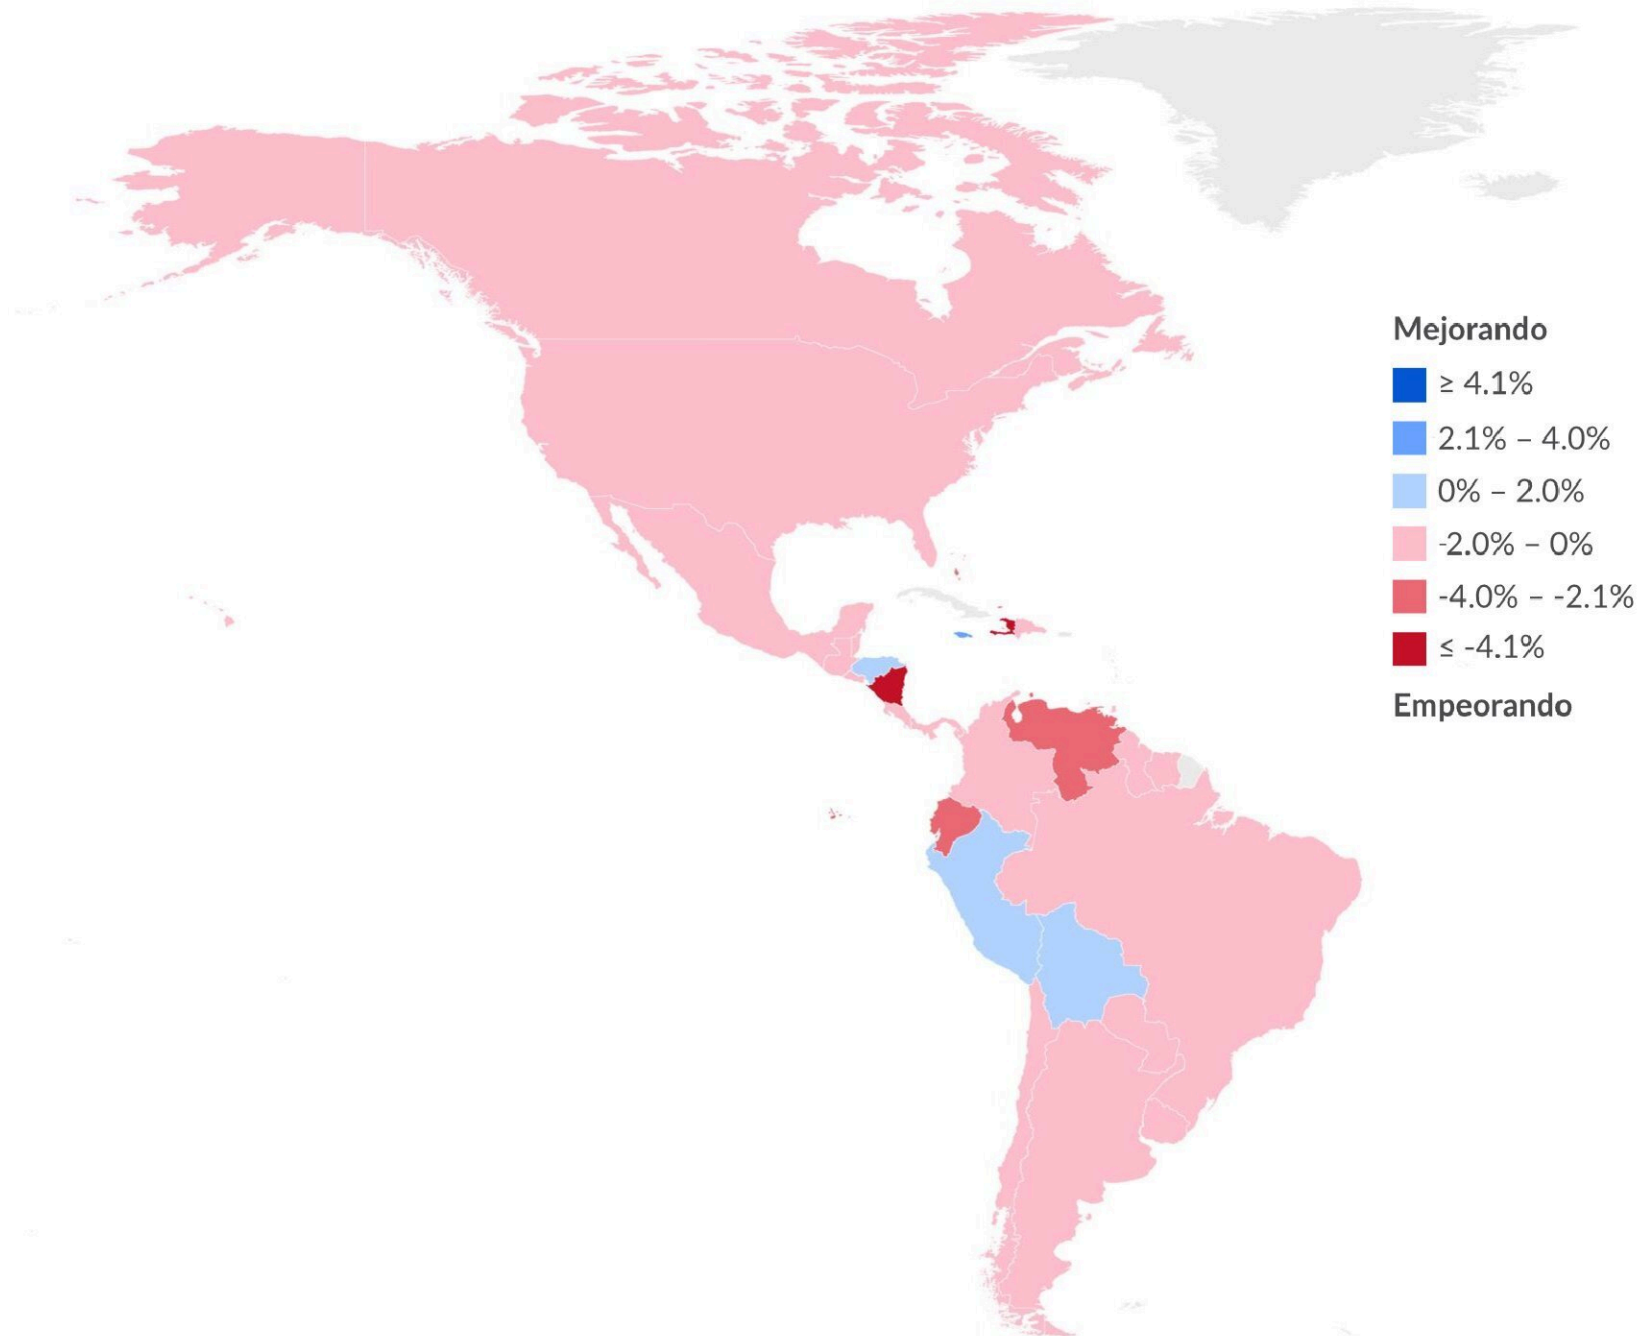 Mejorando
≥ 4.1%
2.1% – 4.0%
0% – 2.0%
-2.0% – 0%
-4.0% – -2.1%
≤ -4.1%
Empeorando